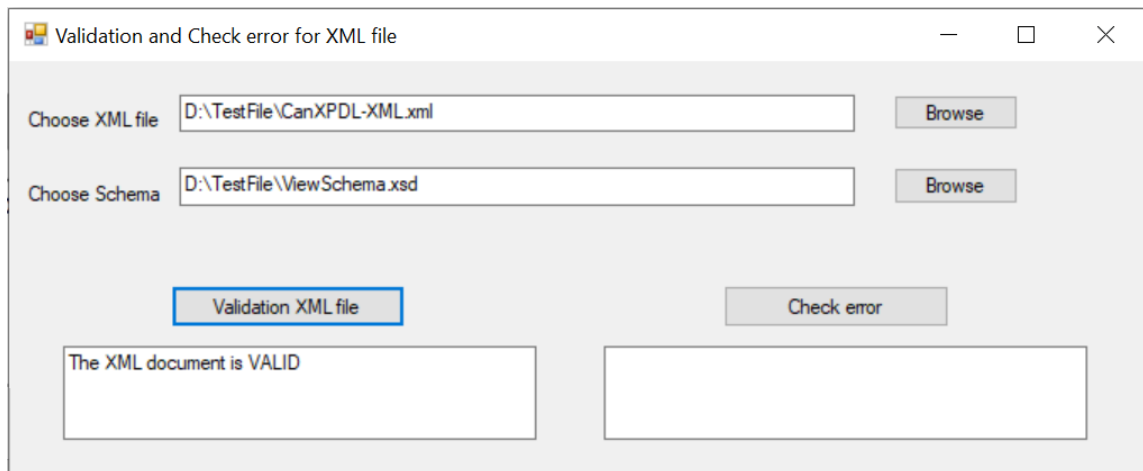 Validation and Check error for XML file
Choose XML file
D:\TestFile\CanXPDL-XML.xml
Browse
Choose Schema
D:\TestFile\ViewSchema.xsd
Browse
Validation XML file
Check error
The XML document is VALID